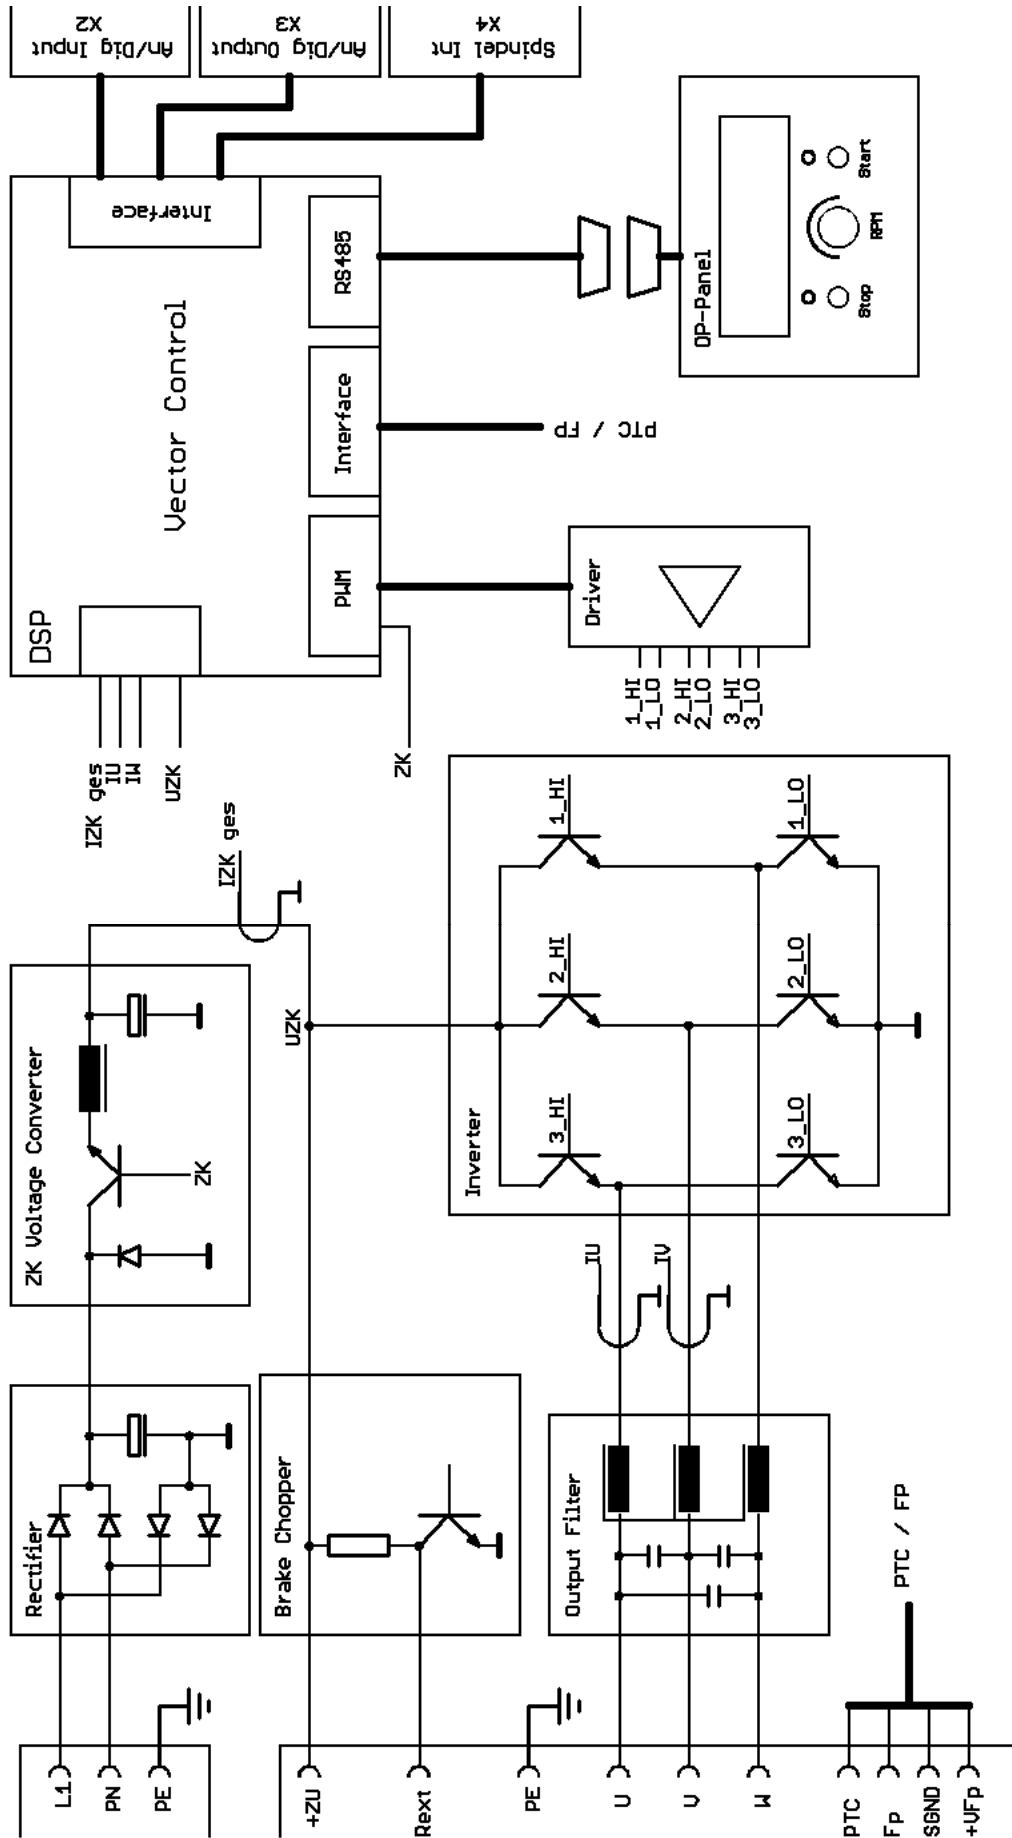 X2
An/Dig Input
X3
An/Dig Output
X4
Spindel Int
Interface
RS485
Interface
PWM
Vector Control
DSP
OP-Panel
Start
RPM
Stop
PTC / FP
Driver
1_HI
1_LO
2_HI
2_LO
3_HI
3_LO
IZK ges
IU
IW
UZK
ZK
IZK ges
ZK Voltage Converter
ZK
UZK
Inverter
1_HI
1_LO
2_HI
2_LO
3_HI
3_LO
IU
IV
Rectifier
Brake Chopper
Output Filter
PTC / FP
L1
PN
PE
+ZU
Rext
PE
U
V
W
PTC
Fp
SGND
+VFp